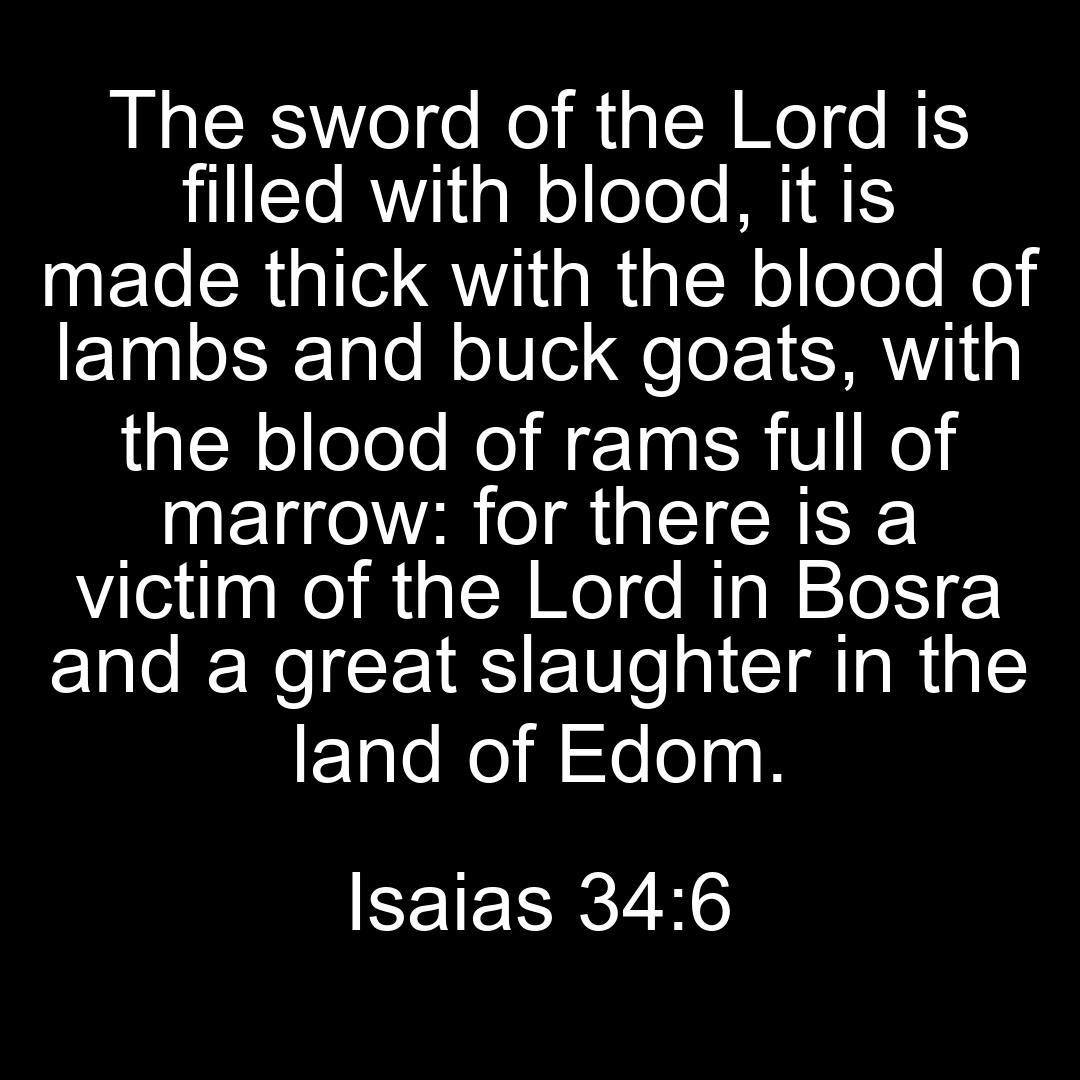 The sword of the Lord is
filled with blood, it is
made thick with the blood of
lambs and buck goats, with
the blood of rams full of
marrow: for there is a
victim of the Lord in Bosra
and a great slaughter in the
land of Edom.
Isaias 34:6